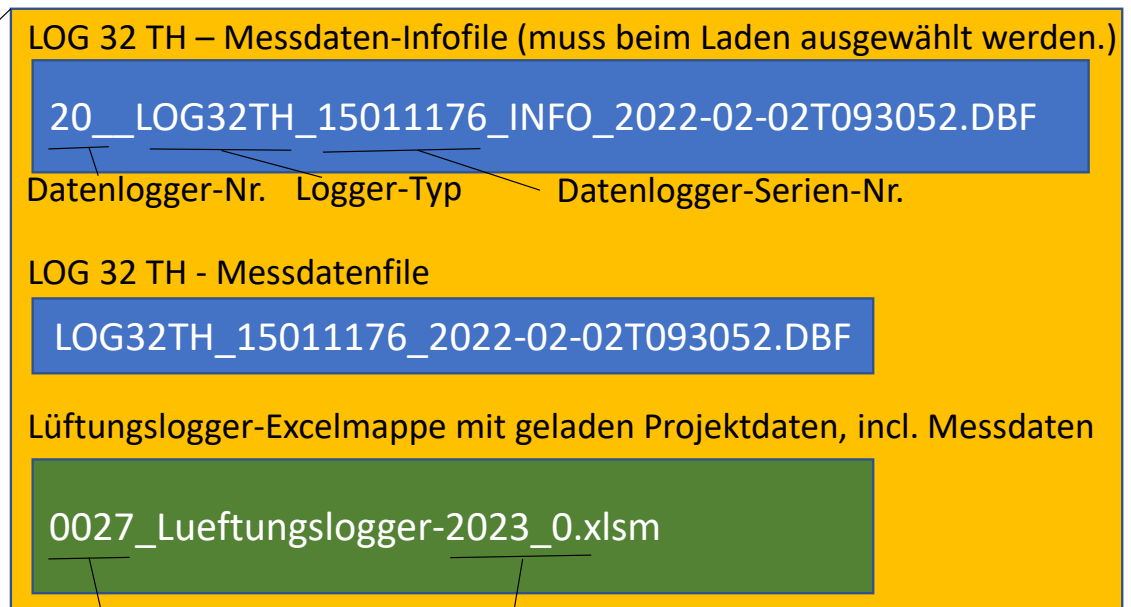 LOG 32 TH – Messdaten-Infofile (muss beim Laden ausgewählt werden.)
20__LOG32TH_15011176_INFO_2022-02-02T093052.DBF
Datenlogger-Nr. Logger-Typ Datenlogger-Serien-Nr.
LOG 32 TH - Messdatenfile
LOG32TH_15011176_2022-02-02T093052.DBF
Lüftungslogger-Excelmappe mit geladen Projektdaten, incl. Messdaten
0027_Lueftungslogger-2023_0.xlsm